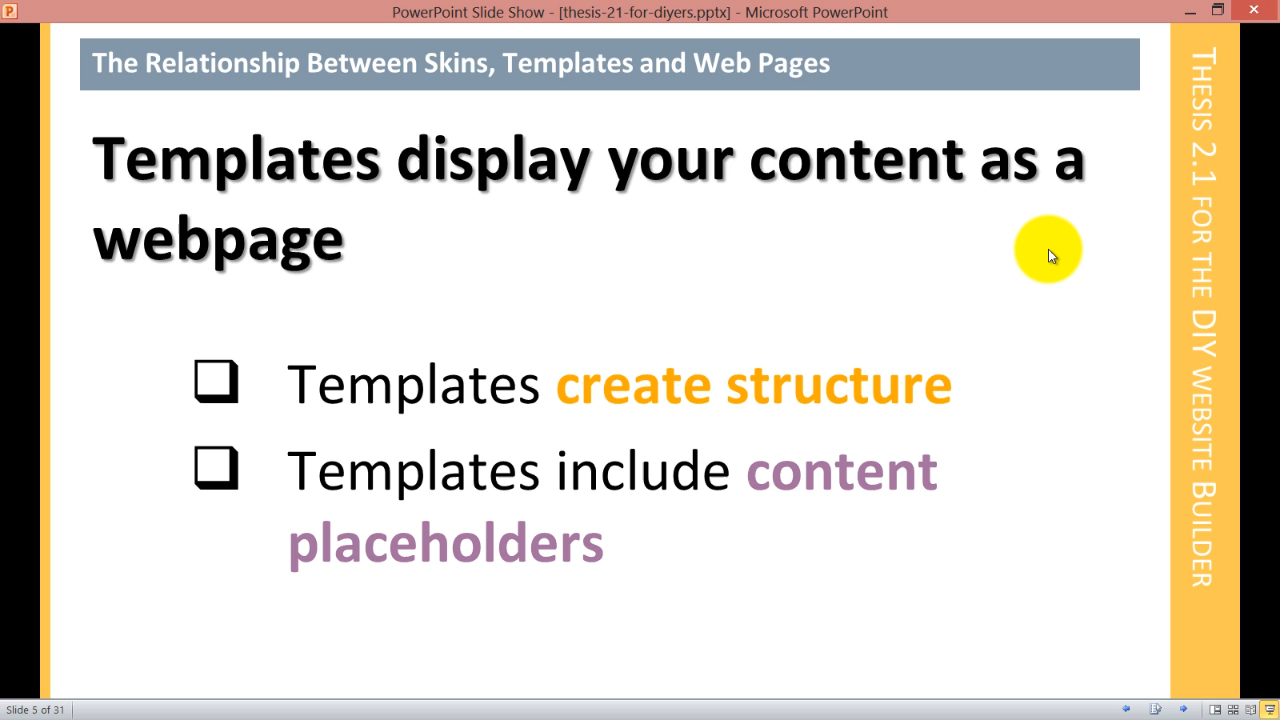 PowerPoint Slide Show - [thesis-21-for-diyers.pptx] - Microsoft PowerPoint
The Relationship Between Skins, Templates and Web Pages
Templates display your content as a
webpage
Templates create structure
Templates include content
placeholders
THESIS 2.1 FOR THE DIY WEBSITE BUILDER
Slide 5 of 31